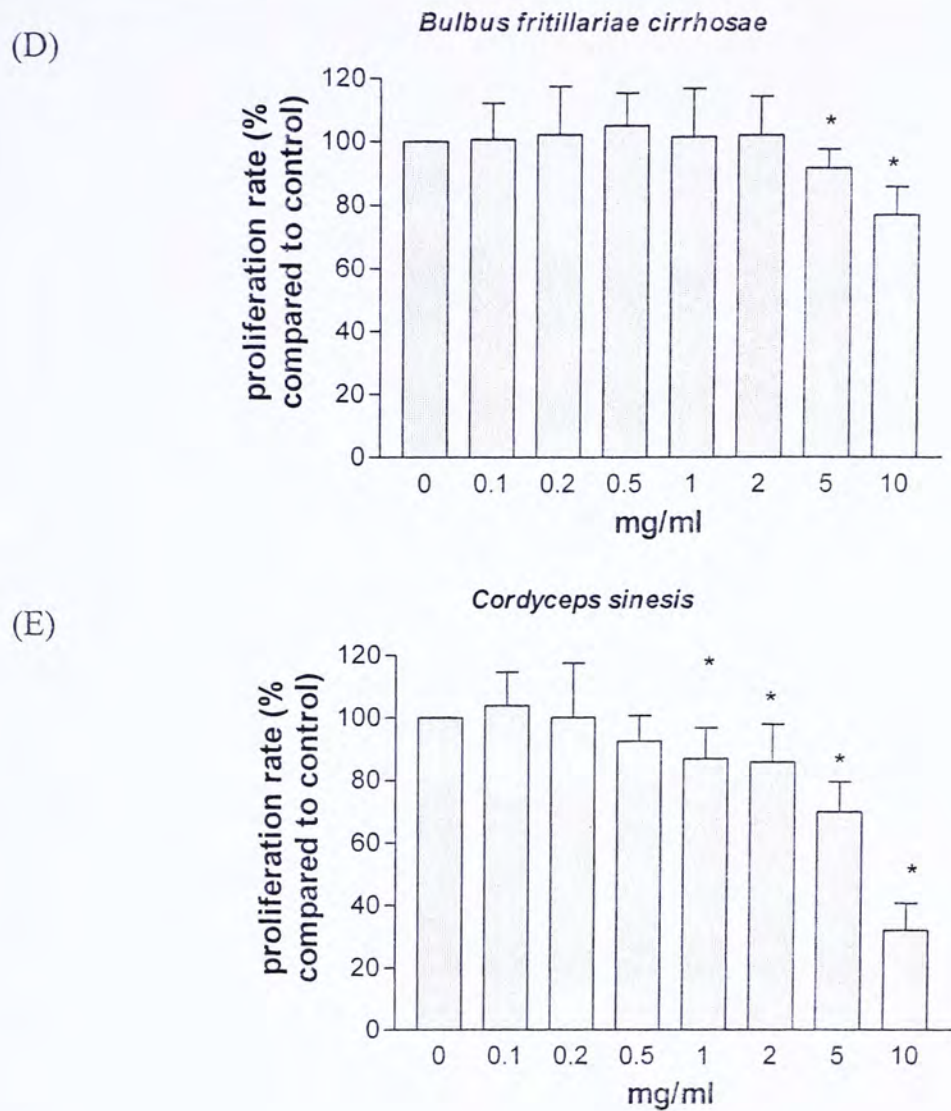 (D)
Bulbus fritillariae cirrhosae
proliferation rate (%
compared to control)
120
100
80
60
40
20
0
* *
0 0.1 0.2 0.5 1 2 5 10
mg/ml
(E)
Cordyceps sinesis
proliferation rate (%
compared to control)
120
100
80
60
40
20
0
* * * *
0 0.1 0.2 0.5 1 2 5 10
mg/ml